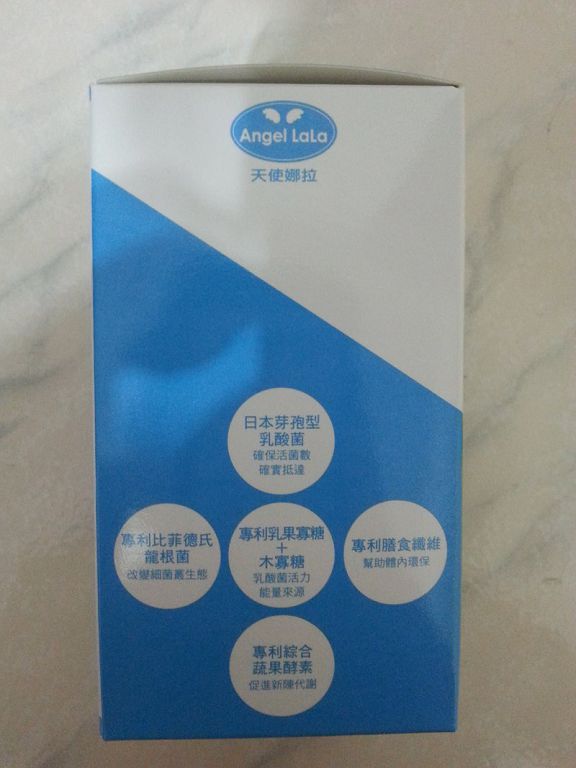 Angel LaLa
天使娜拉
日本芽孢型
乳酸菌
確保活菌數
確實抵達
專利比菲德氏
龍根菌
改變細菌叢生態
專利乳果寡糖
+
木寡糖
乳酸菌活力
能量來源
專利膳食纖維
幫助體內環保
專利綜合
蔬果酵素
促進新陳代謝